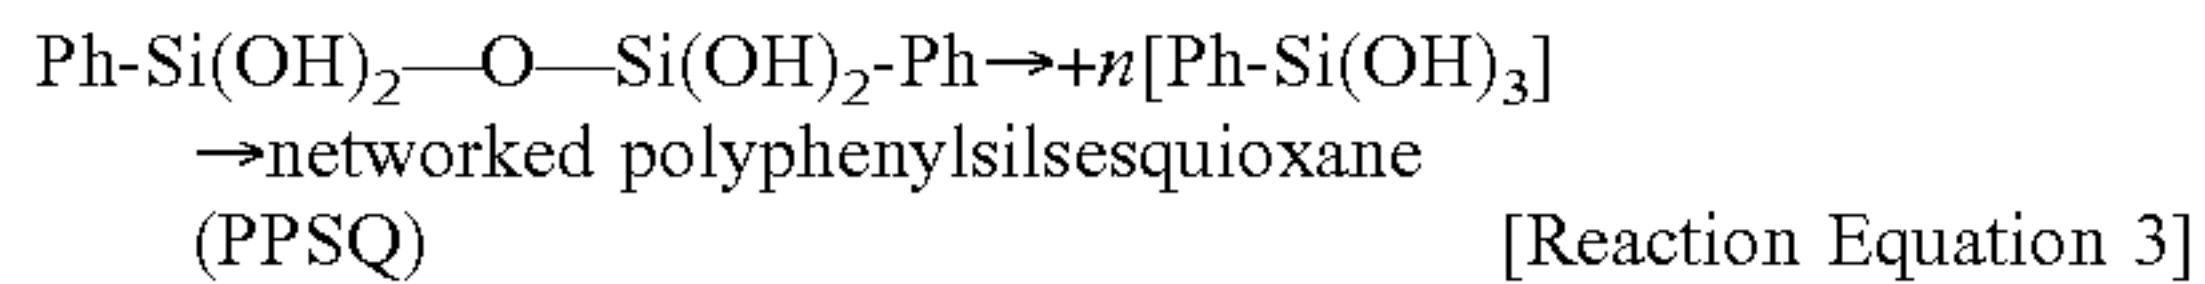 Ph-Si(OH)₂—O—Si(OH)₂-Ph→+n[Ph-Si(OH)₃]
→networked polyphenylsilsesquioxane
(PPSQ) [Reaction Equation 3]